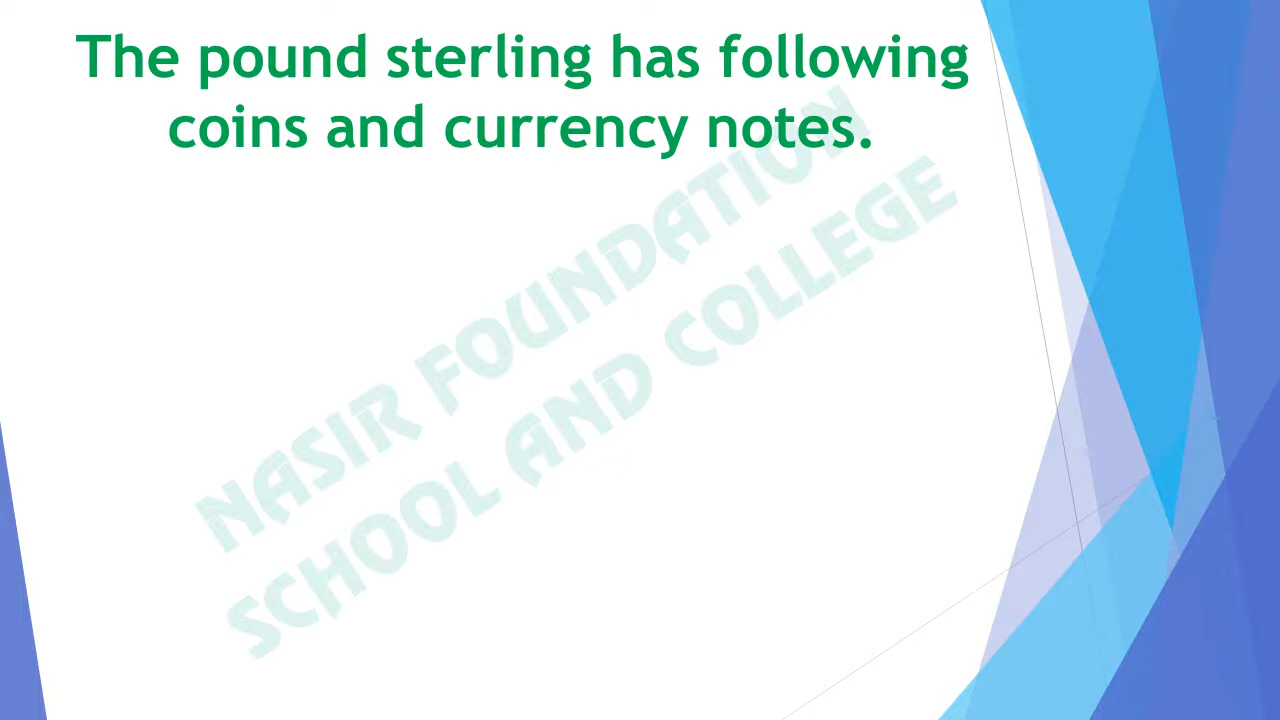 The pound sterling has following
coins and currency notes.
NASIR FOUNDATION
SCHOOL AND COLLEGE